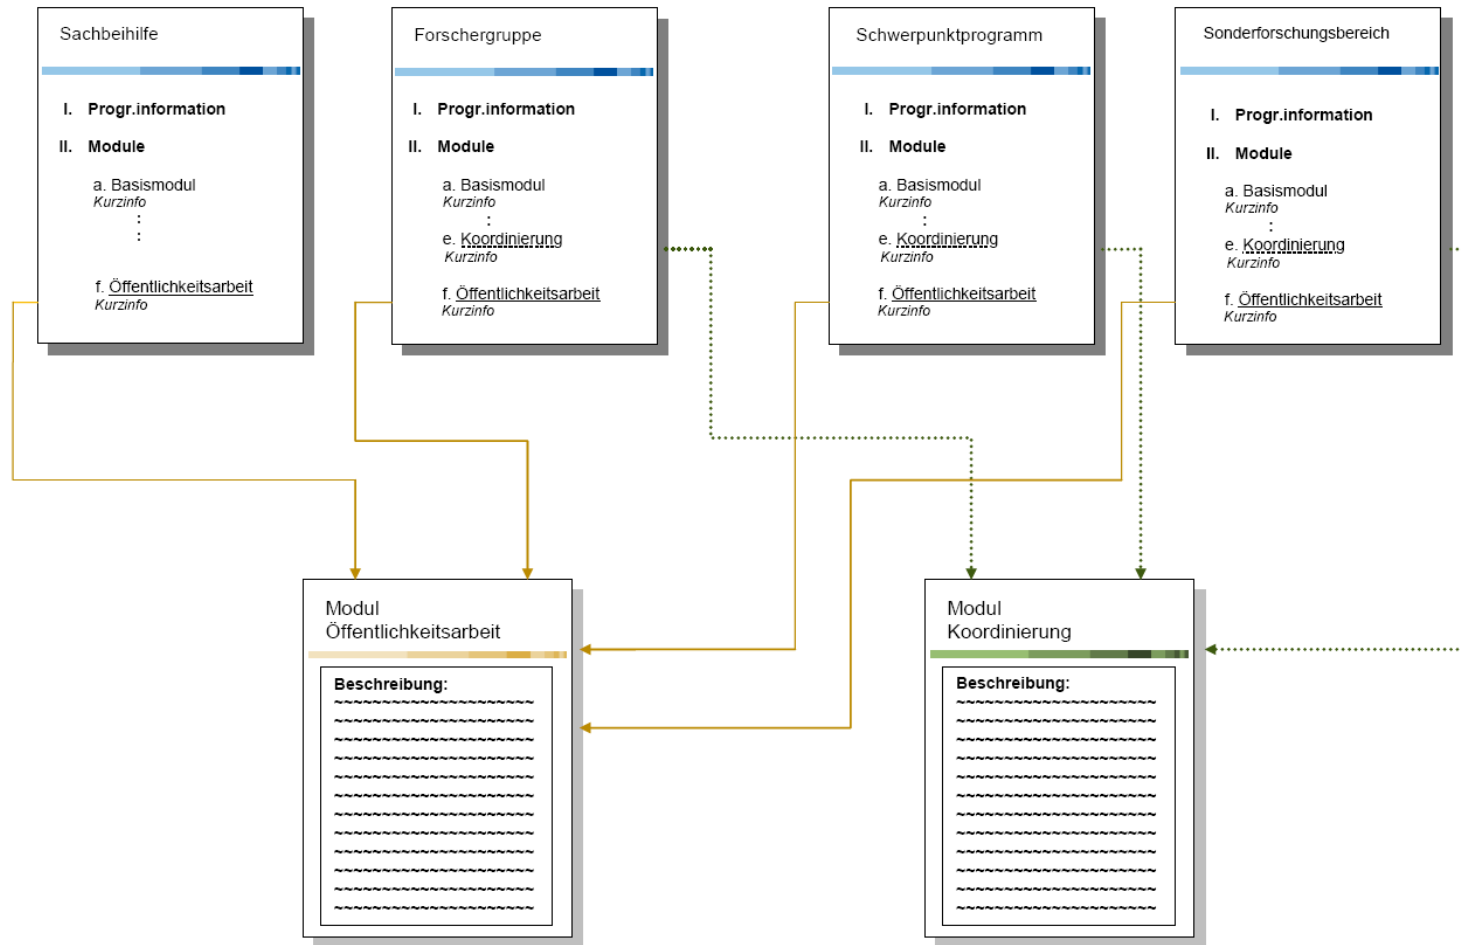 Sachbeihilfe
I. Progr.information
II. Module
a. Basismodul
Kurzinfo
:
:
f. Öffentlichkeitsarbeit
Kurzinfo
Forschergruppe
I. Progr.information
II. Module
a. Basismodul
Kurzinfo
:
e. Koordinierung
Kurzinfo
f. Öffentlichkeitsarbeit
Kurzinfo
Schwerpunktprogramm
I. Progr.information
II. Module
a. Basismodul
Kurzinfo
:
e. Koordinierung
Kurzinfo
f. Öffentlichkeitsarbeit
Kurzinfo
Sonderforschungsbereich
I. Progr.information
II. Module
a. Basismodul
Kurzinfo
:
e. Koordinierung
Kurzinfo
f. Öffentlichkeitsarbeit
Kurzinfo
Modul
Öffentlichkeitsarbeit
Beschreibung:
Modul
Koordinierung
Beschreibung: